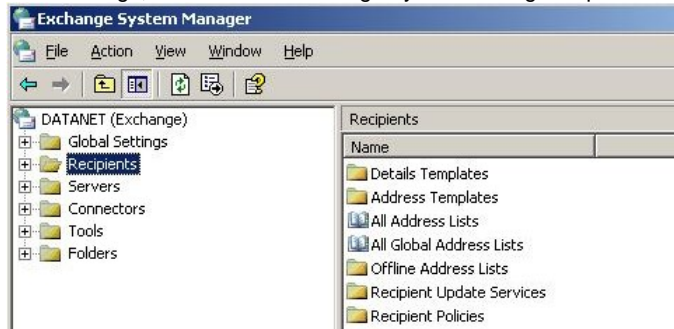 Exchange System Manager
File Action View Window Help
DATANET (Exchange)
Global Settings
Recipients
Servers
Connectors
Tools
Folders
Recipients
Name
Details Templates
Address Templates
All Address Lists
All Global Address Lists
Offline Address Lists
Recipient Update Services
Recipient Policies